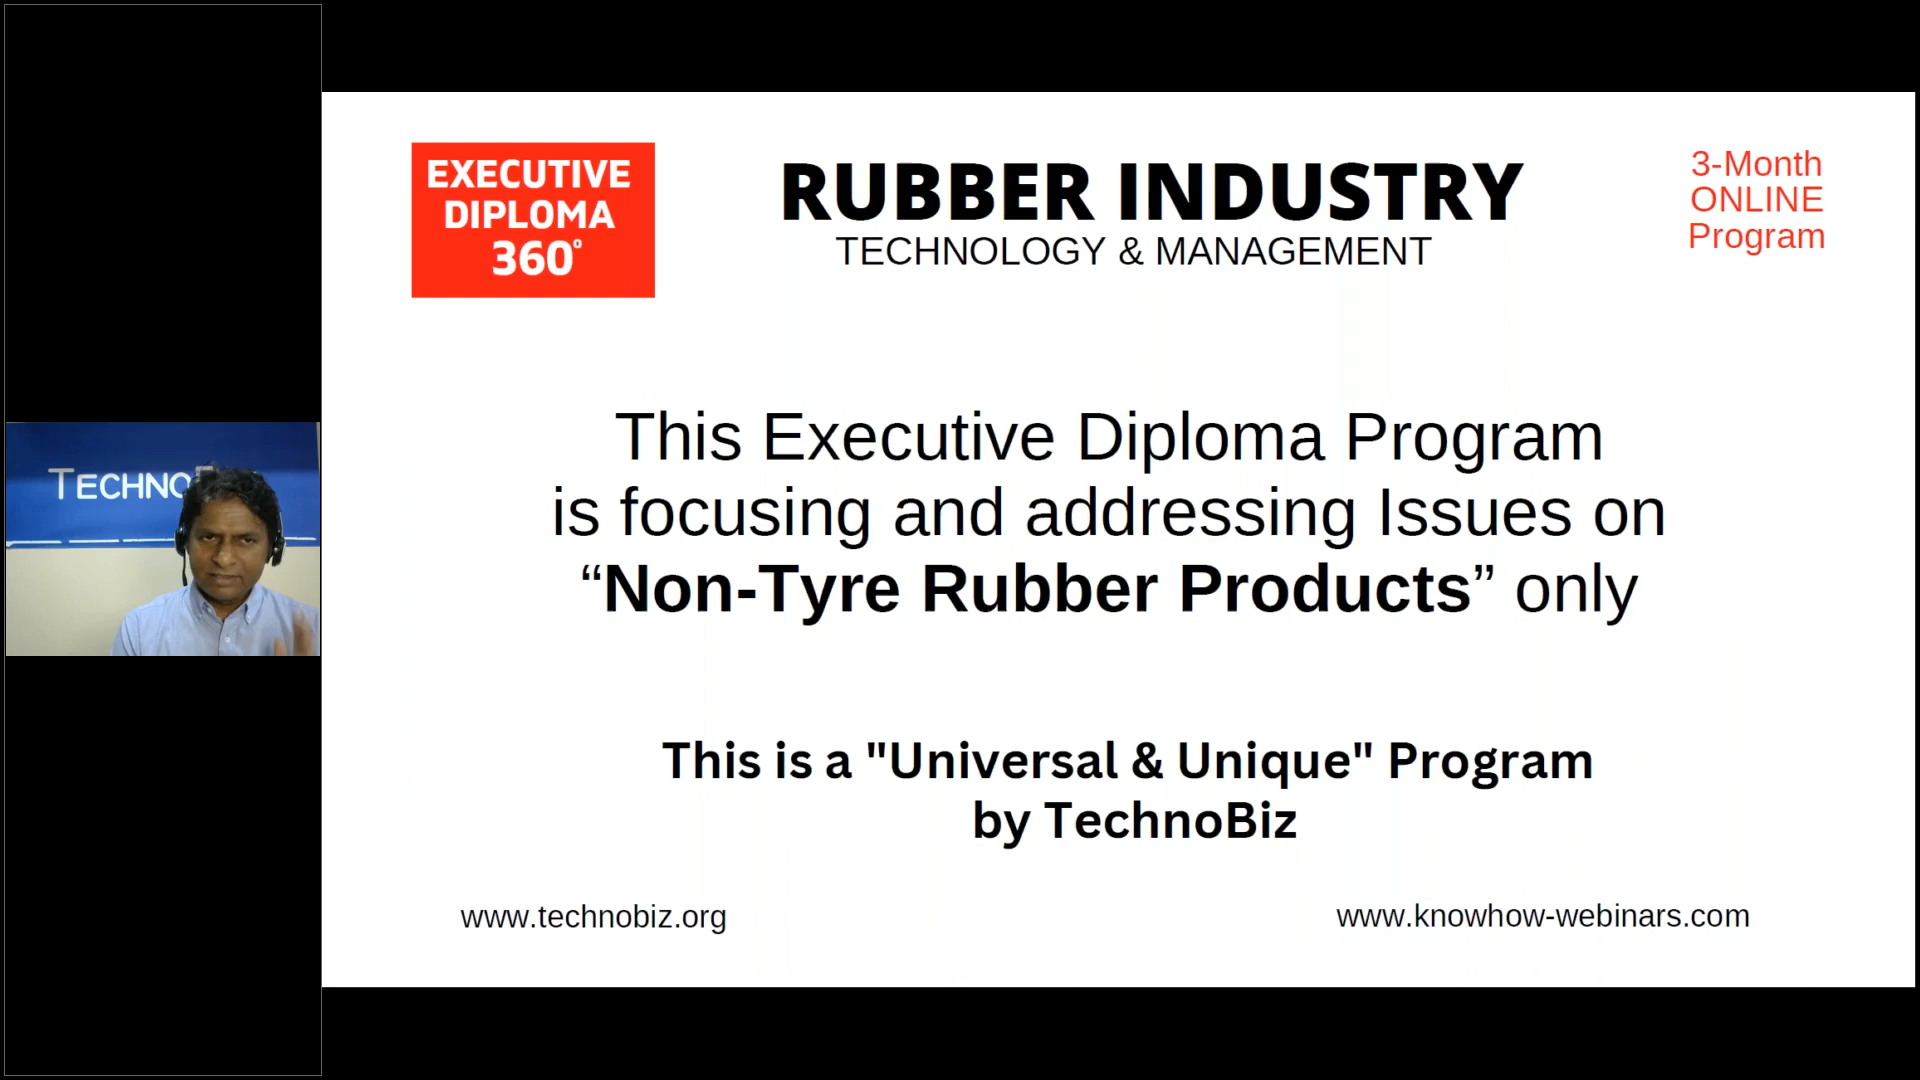 EXECUTIVE
DIPLOMA
360°
RUBBER INDUSTRY
TECHNOLOGY & MANAGEMENT
3-Month
ONLINE
Program
This Executive Diploma Program
is focusing and addressing Issues on
“Non-Tyre Rubber Products” only
This is a "Universal & Unique" Program
by TechnoBiz
www.technobiz.org
www.knowhow-webinars.com